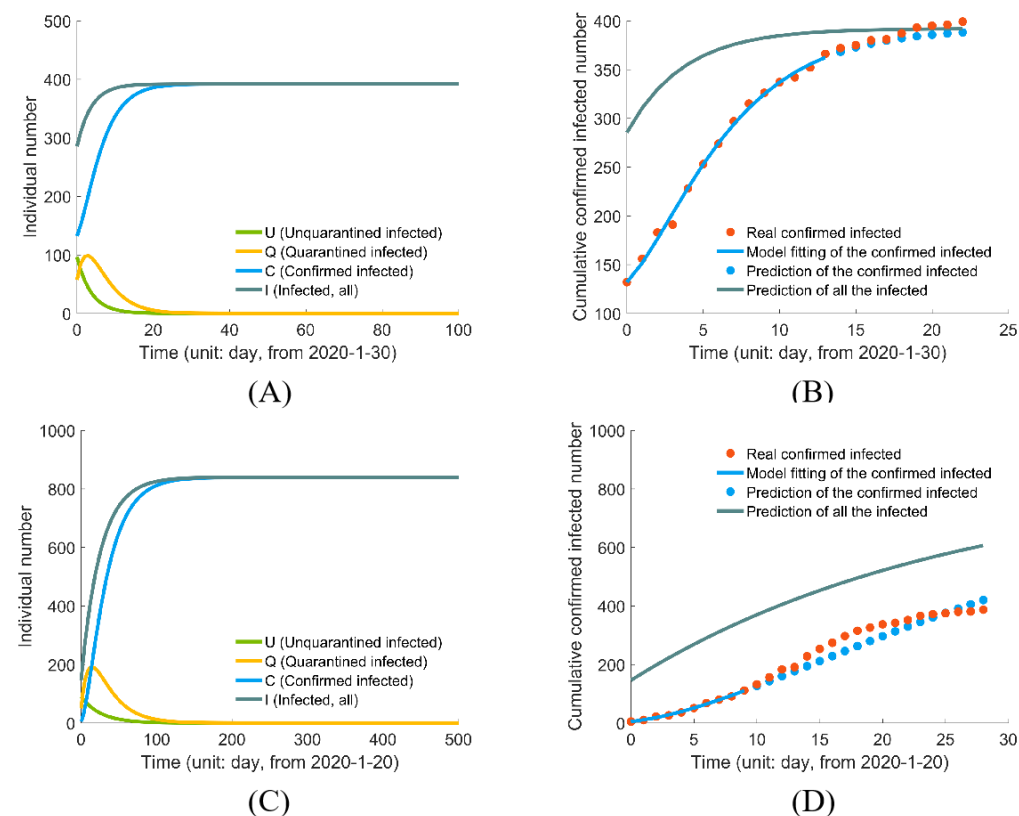 500
400
300
200
100
0
Individual number
U (Unquarantined infected)
Q (Quarantined infected)
C (Confirmed infected)
I (Infected, all)
0 20 40 60 80 100
Time (unit: day, from 2020-1-30)
(A)
400
350
300
250
200
150
100
Cumulative confirmed infected number
Real confirmed infected
Model fitting of the confirmed infected
Prediction of the confirmed infected
Prediction of all the infected
0 5 10 15 20 25
Time (unit: day, from 2020-1-30)
(B)
1000
800
600
400
200
0
Individual number
U (Unquarantined infected)
Q (Quarantined infected)
C (Confirmed infected)
I (Infected, all)
0 100 200 300 400 500
Time (unit: day, from 2020-1-20)
(C)
1000
800
600
400
200
0
Cumulative confirmed infected number
Real confirmed infected
Model fitting of the confirmed infected
Prediction of the confirmed infected
Prediction of all the infected
0 5 10 15 20 25 30
Time (unit: day, from 2020-1-20)
(D)